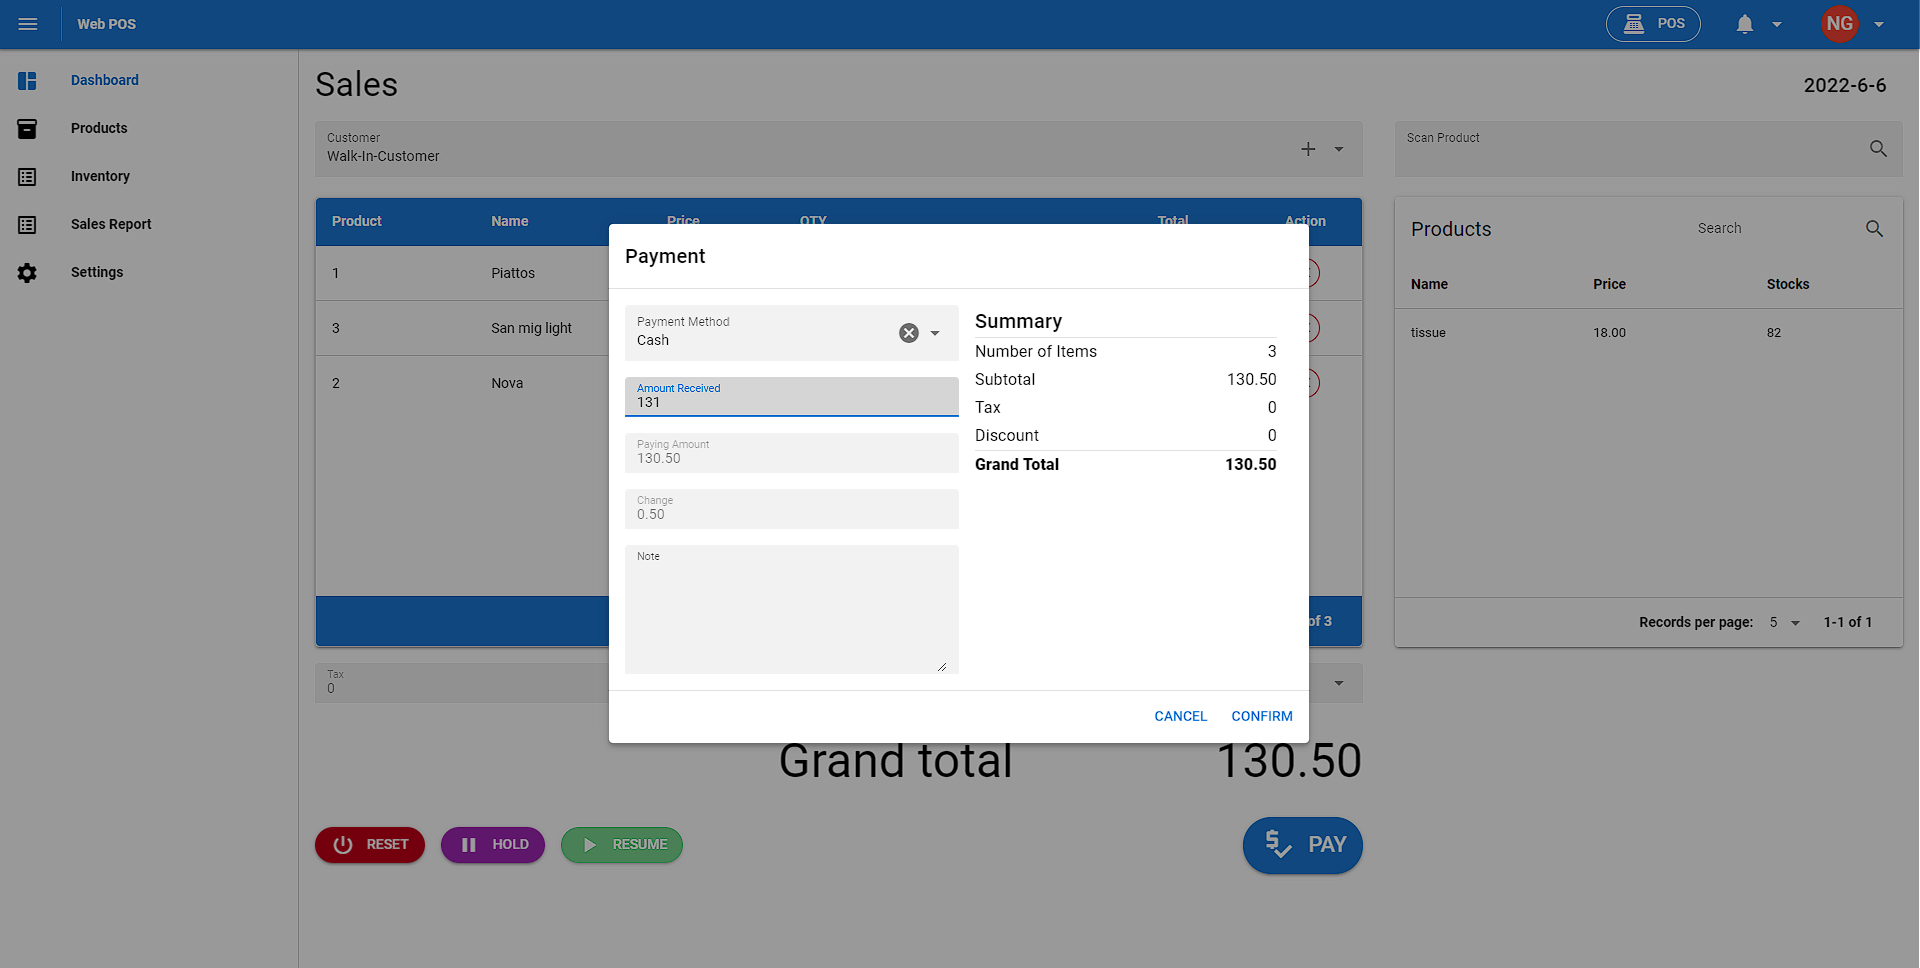 Web POS
POS
NG
Dashboard
Products
Inventory
Sales Report
Settings
Sales
2022-6-6
Customer
Walk-In-Customer
Scan Product
Product Name Price QTY Total Action
1 Piattos
3 San mig light
2 Nova
of 3
Tax
0
Payment
Payment Method
Cash
Amount Received
131
Paying Amount
130.50
Change
0.50
Note
Summary
Number of Items 3
Subtotal 130.50
Tax 0
Discount 0
Grand Total 130.50
CANCEL CONFIRM
Products Search
Name Price Stocks
tissue 18.00 82
Records per page: 5 1-1 of 1
Grand total 130.50
RESET HOLD RESUME PAY